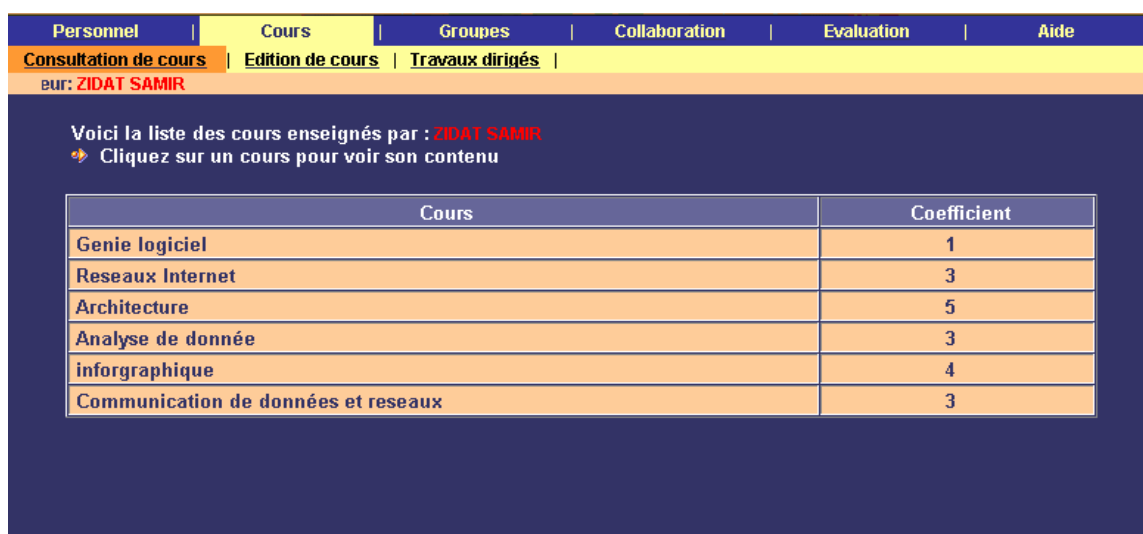 Personnel | Cours | Groupes | Collaboration | Evaluation | Aide
Consultation de cours | Edition de cours | Travaux dirigés |
eur: ZIDAT SAMIR
Voici la liste des cours enseignés par : ZIDAT SAMIR
Cliquez sur un cours pour voir son contenu
Cours Coefficient
Genie logiciel 1
Reseaux Internet 3
Architecture 5
Analyse de donnée 3
inforgraphique 4
Communication de données et reseaux 3